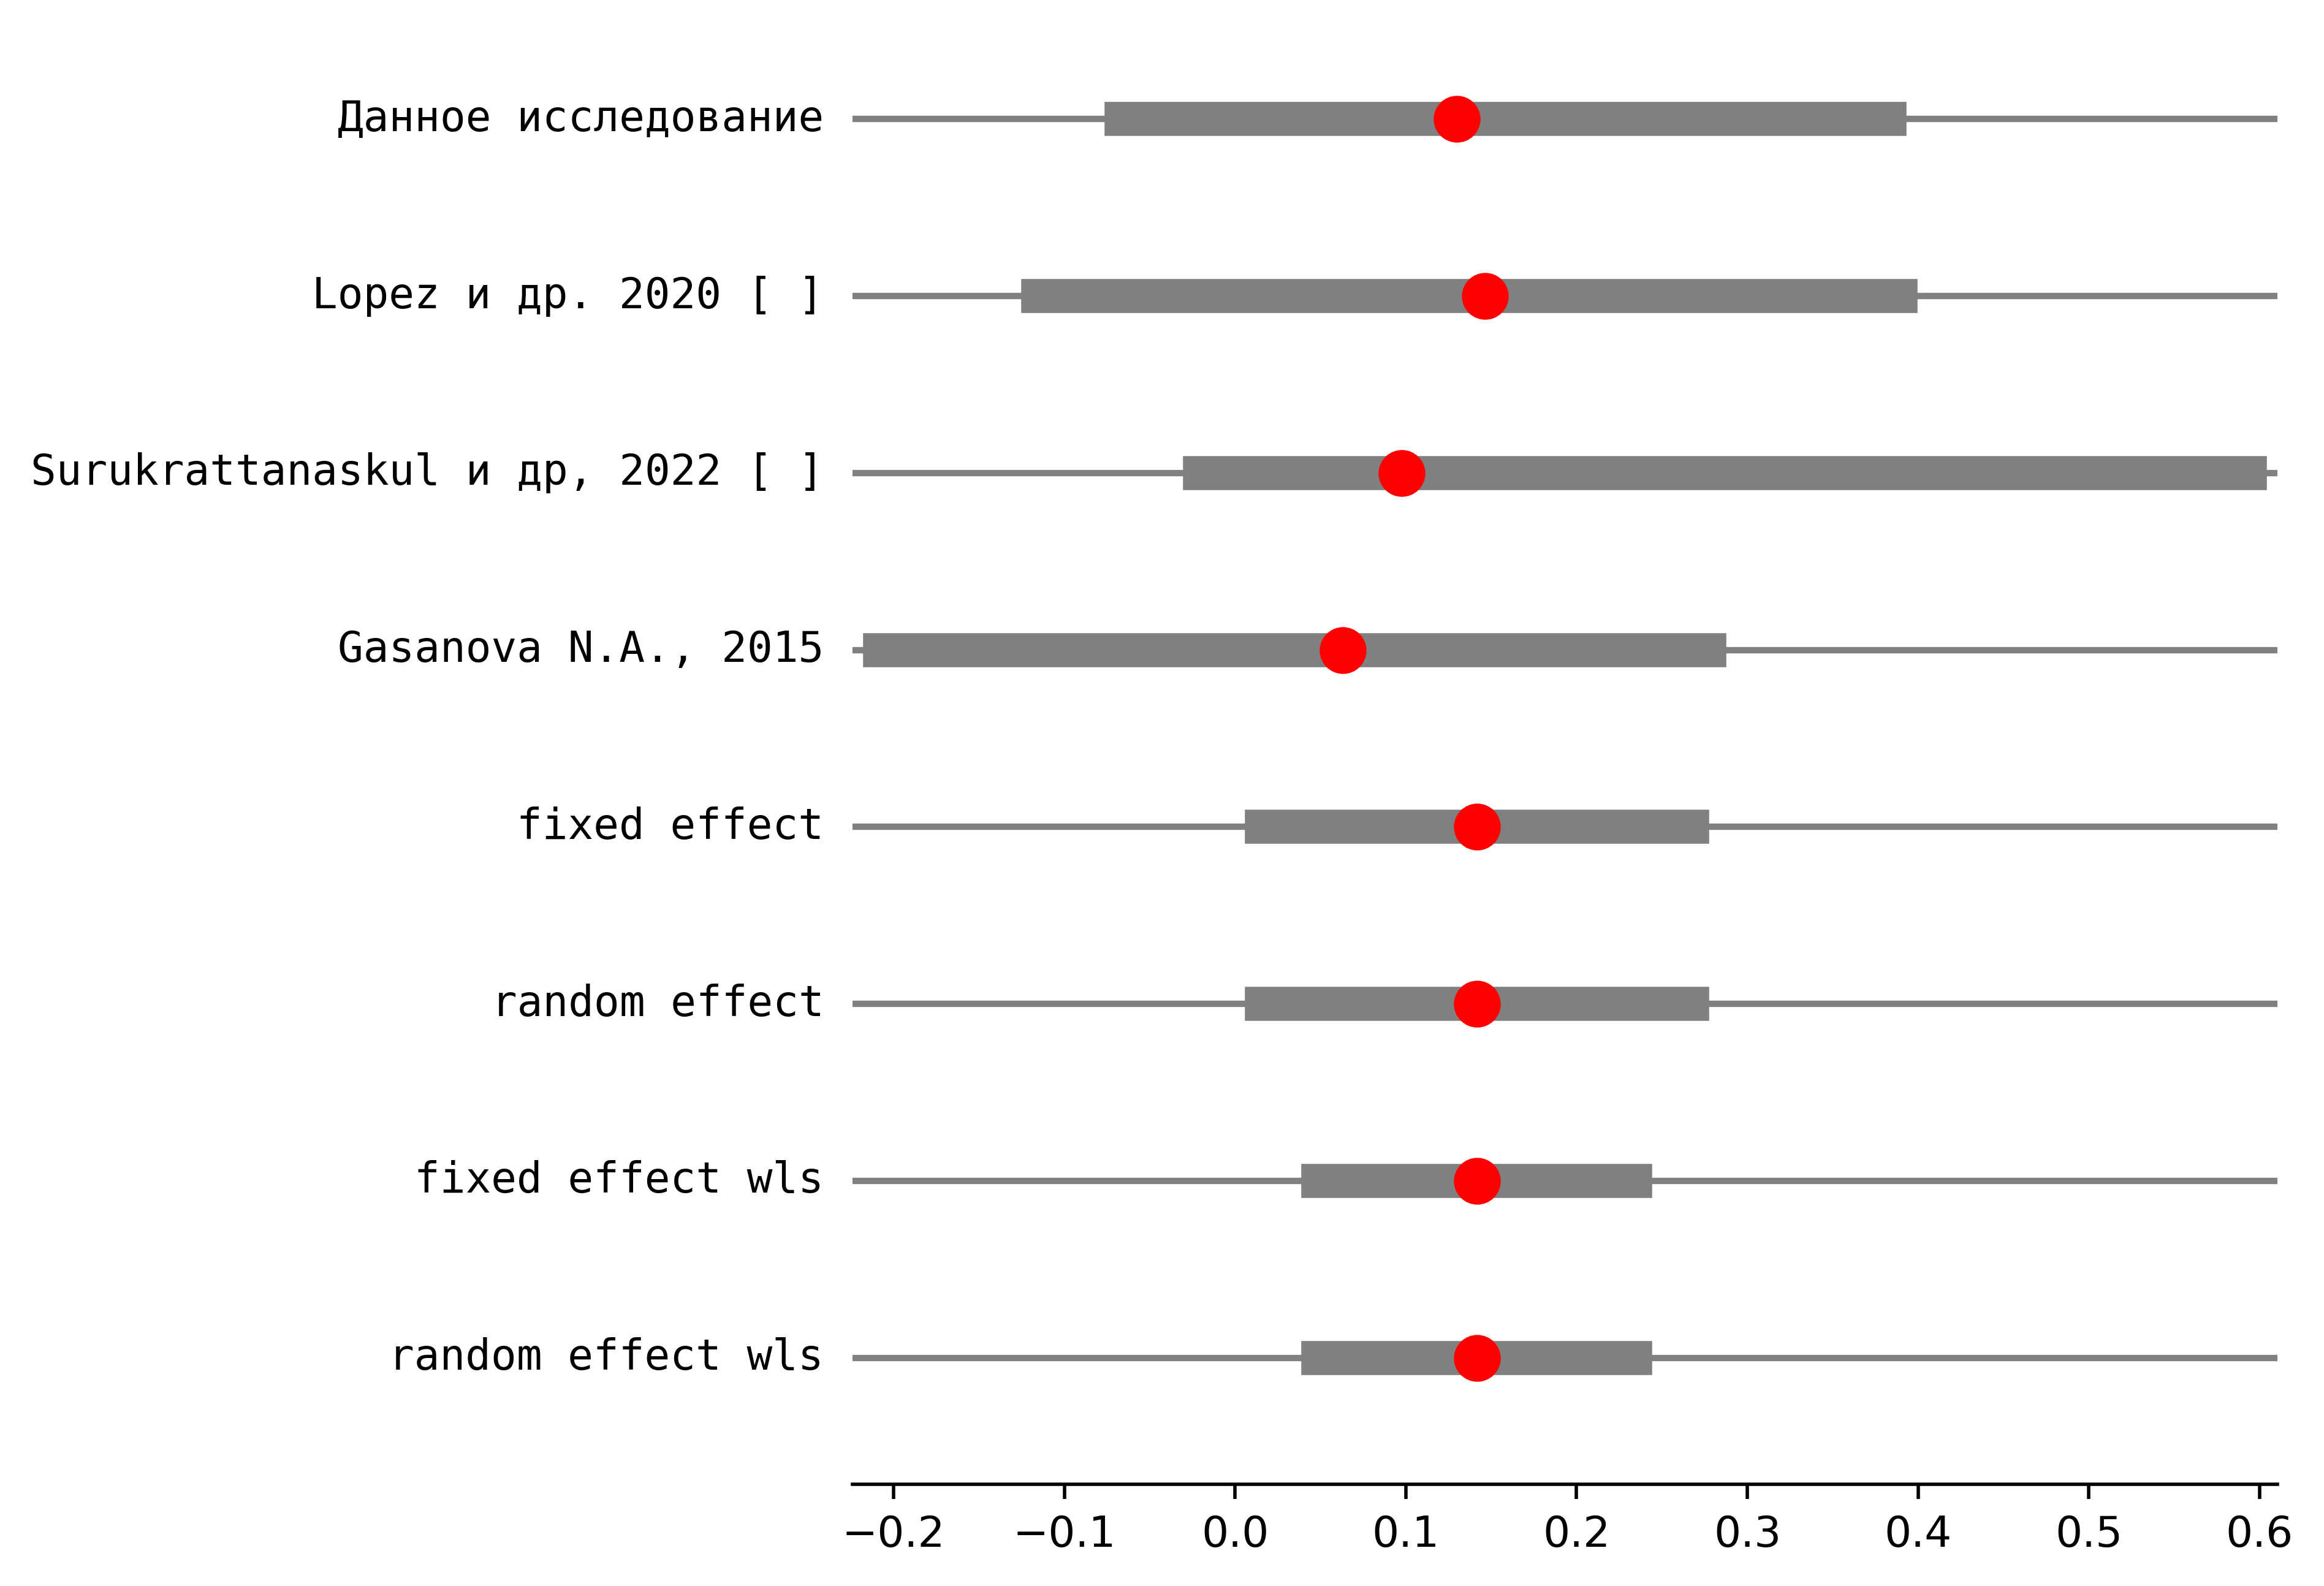 Данное исследование
Lopez и др. 2020 [ ]
Surukrattanaskul и др, 2022 [ ]
Gasanova N.A., 2015
fixed effect
random effect
fixed effect wls
random effect wls
−0.2 −0.1 0.0 0.1 0.2 0.3 0.4 0.5 0.6